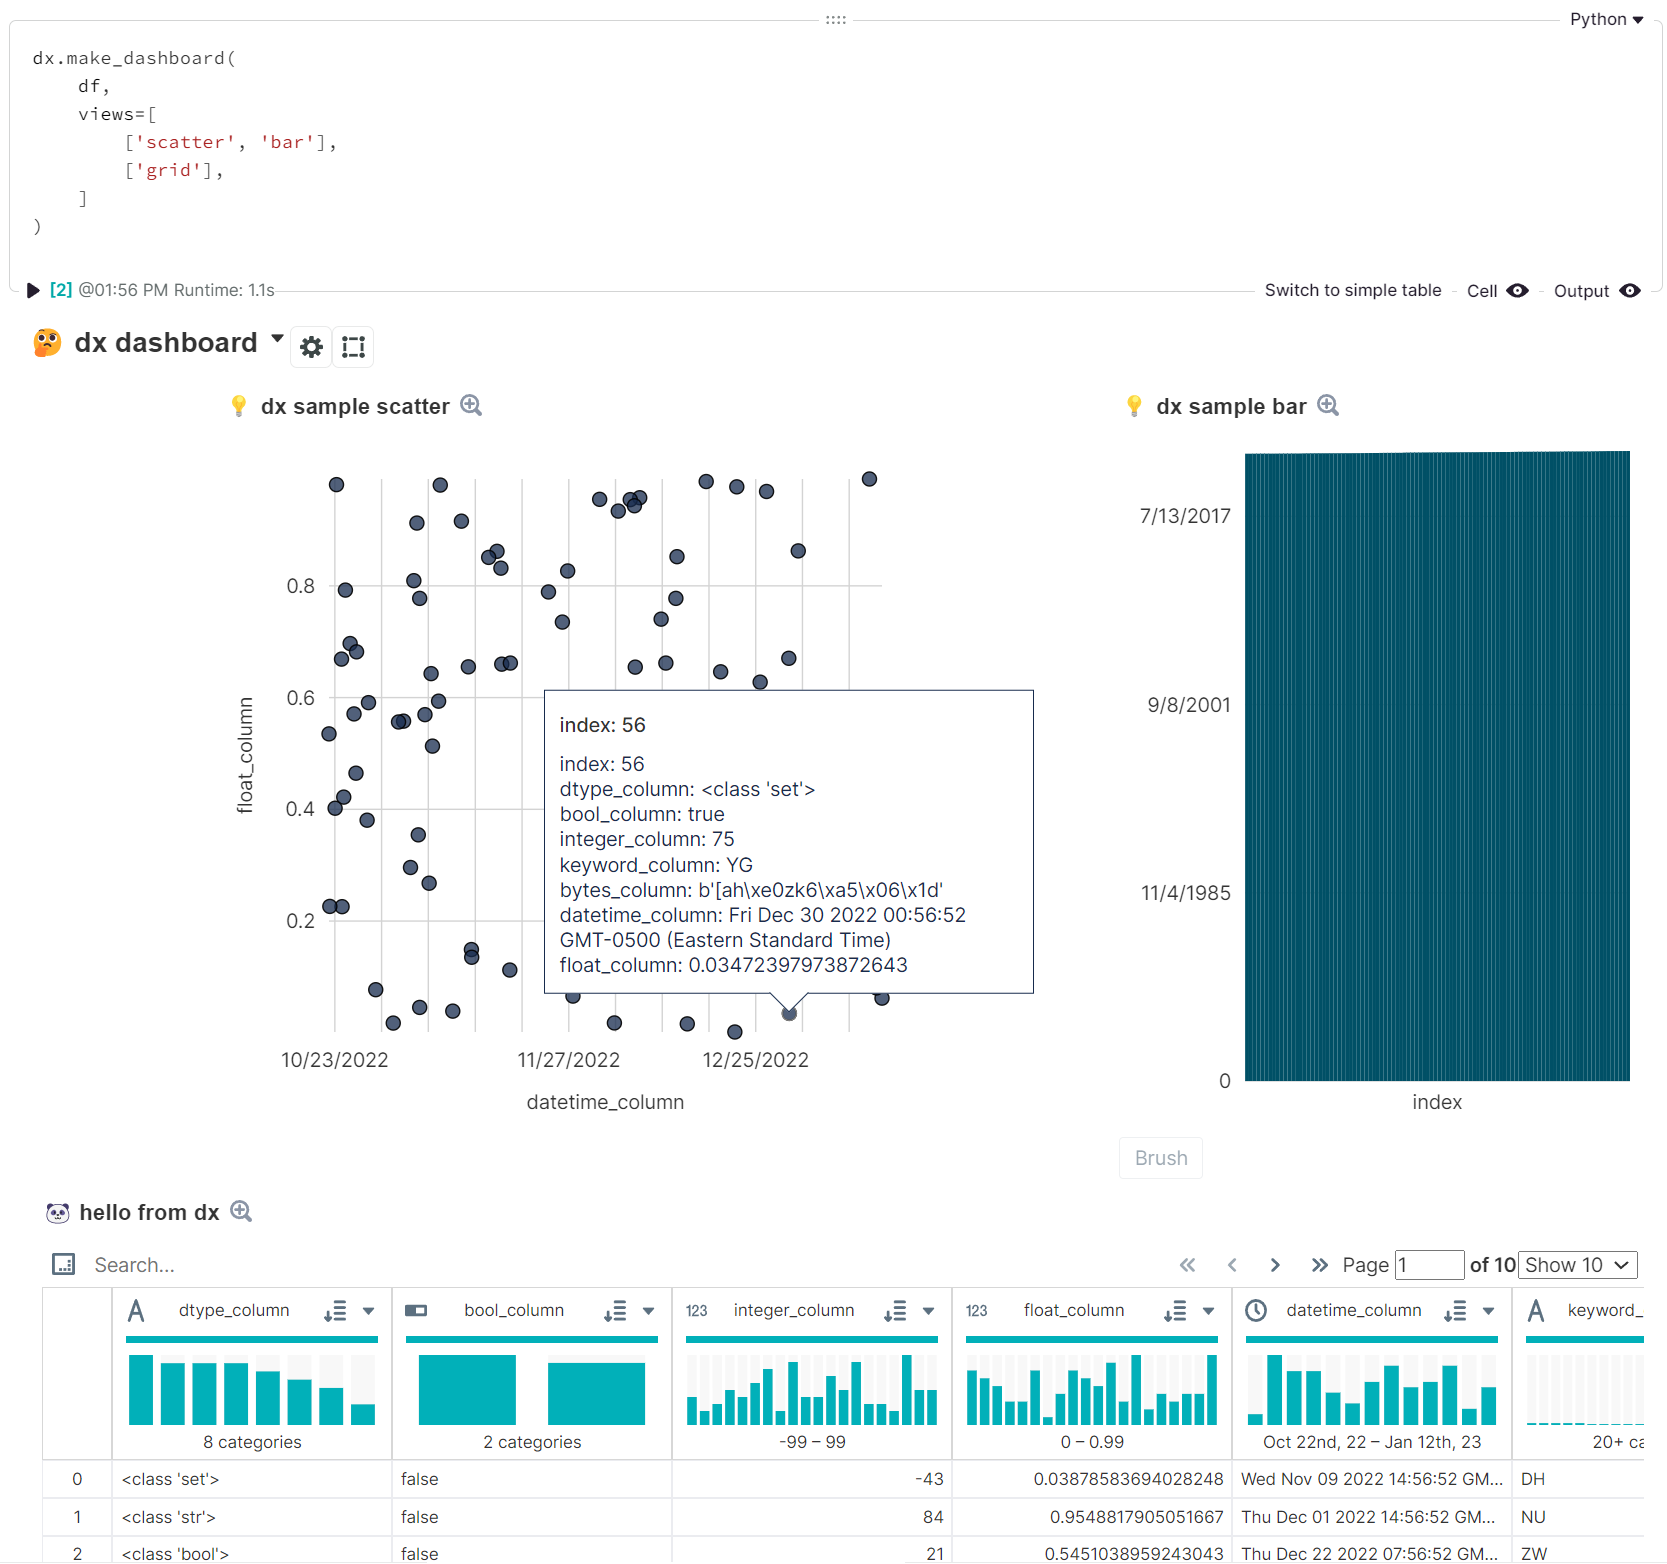 Python
dx.make_dashboard(
    df,
    views=[
        ['scatter', 'bar'],
        ['grid'],
    ]
)
[2] @01:56 PM Runtime: 1.1s
Switch to simple table - Cell - Output
dx dashboard
dx sample scatter
dx sample bar
float_column
0.8
0.6
0.4
0.2
10/23/2022 11/27/2022 12/25/2022
datetime_column
index: 56
index: 56
dtype_column: <class 'set'>
bool_column: true
integer_column: 75
keyword_column: YG
bytes_column: b'[ah\xe0zk6\xa5\x06\x1d'
datetime_column: Fri Dec 30 2022 00:56:52
GMT-0500 (Eastern Standard Time)
float_column: 0.03472397973872643
7/13/2017
9/8/2001
11/4/1985
0
index
Brush
hello from dx
Search...
Page 1 of 10 Show 10
dtype_column bool_column 123 integer_column 123 float_column datetime_column keyword_
8 categories 2 categories -99 – 99 0 – 0.99 Oct 22nd, 22 – Jan 12th, 23 20+ ca
0 <class 'set'> false -43 0.03878583694028248 Wed Nov 09 2022 14:56:52 GM... DH
1 <class 'str'> false 84 0.9548817905051667 Thu Dec 01 2022 14:56:52 GM... NU
2 <class 'bool'> false 21 0.5451038959243043 Thu Dec 22 2022 07:56:52 GM... ZW